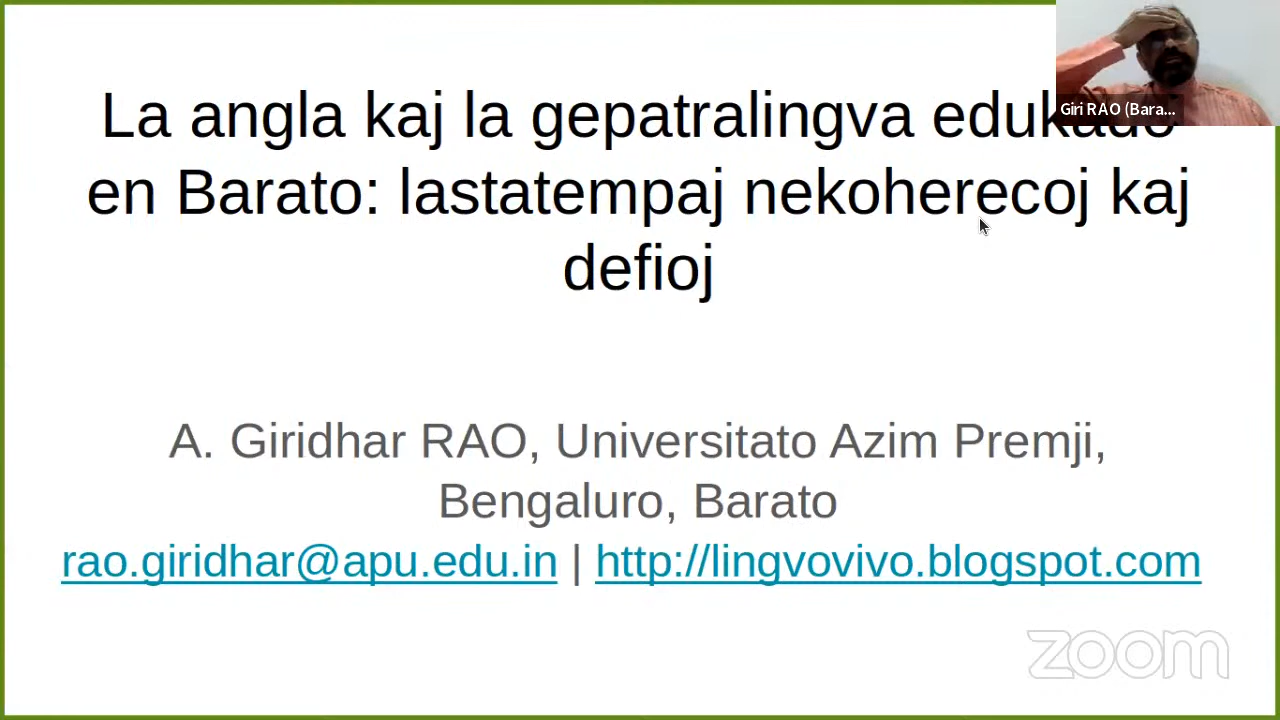 La angla kaj la gepatralingva edukado
en Barato: lastatempaj nekoherecoj kaj
defioj
A. Giridhar RAO, Universitato Azim Premji,
Bengaluro, Barato
rao.giridhar@apu.edu.in | http://lingvovivo.blogspot.com
Giri RAO (Bara...
zoom